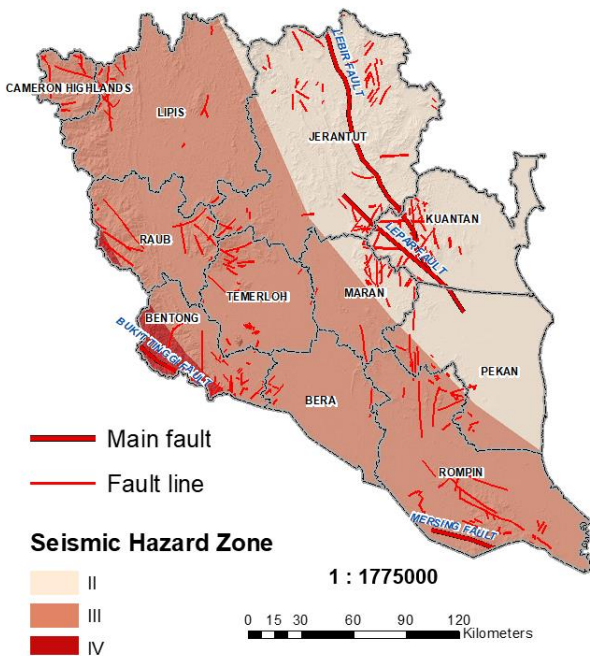 CAMERON HIGHLANDS
LIPIS
LEBIR FAULT
JERANTUT
KUANTAN
LEPAR FAULT
RAUB
TEMERLOH
MARAN
BENTONG
BUKIT TINGGI FAULT
PEKAN
BERA
ROMPIN
MERSING FAULT
Main fault
Fault line
Seismic Hazard Zone
II
III
IV
1 : 1775000
0 15 30 60 90 120
Kilometers